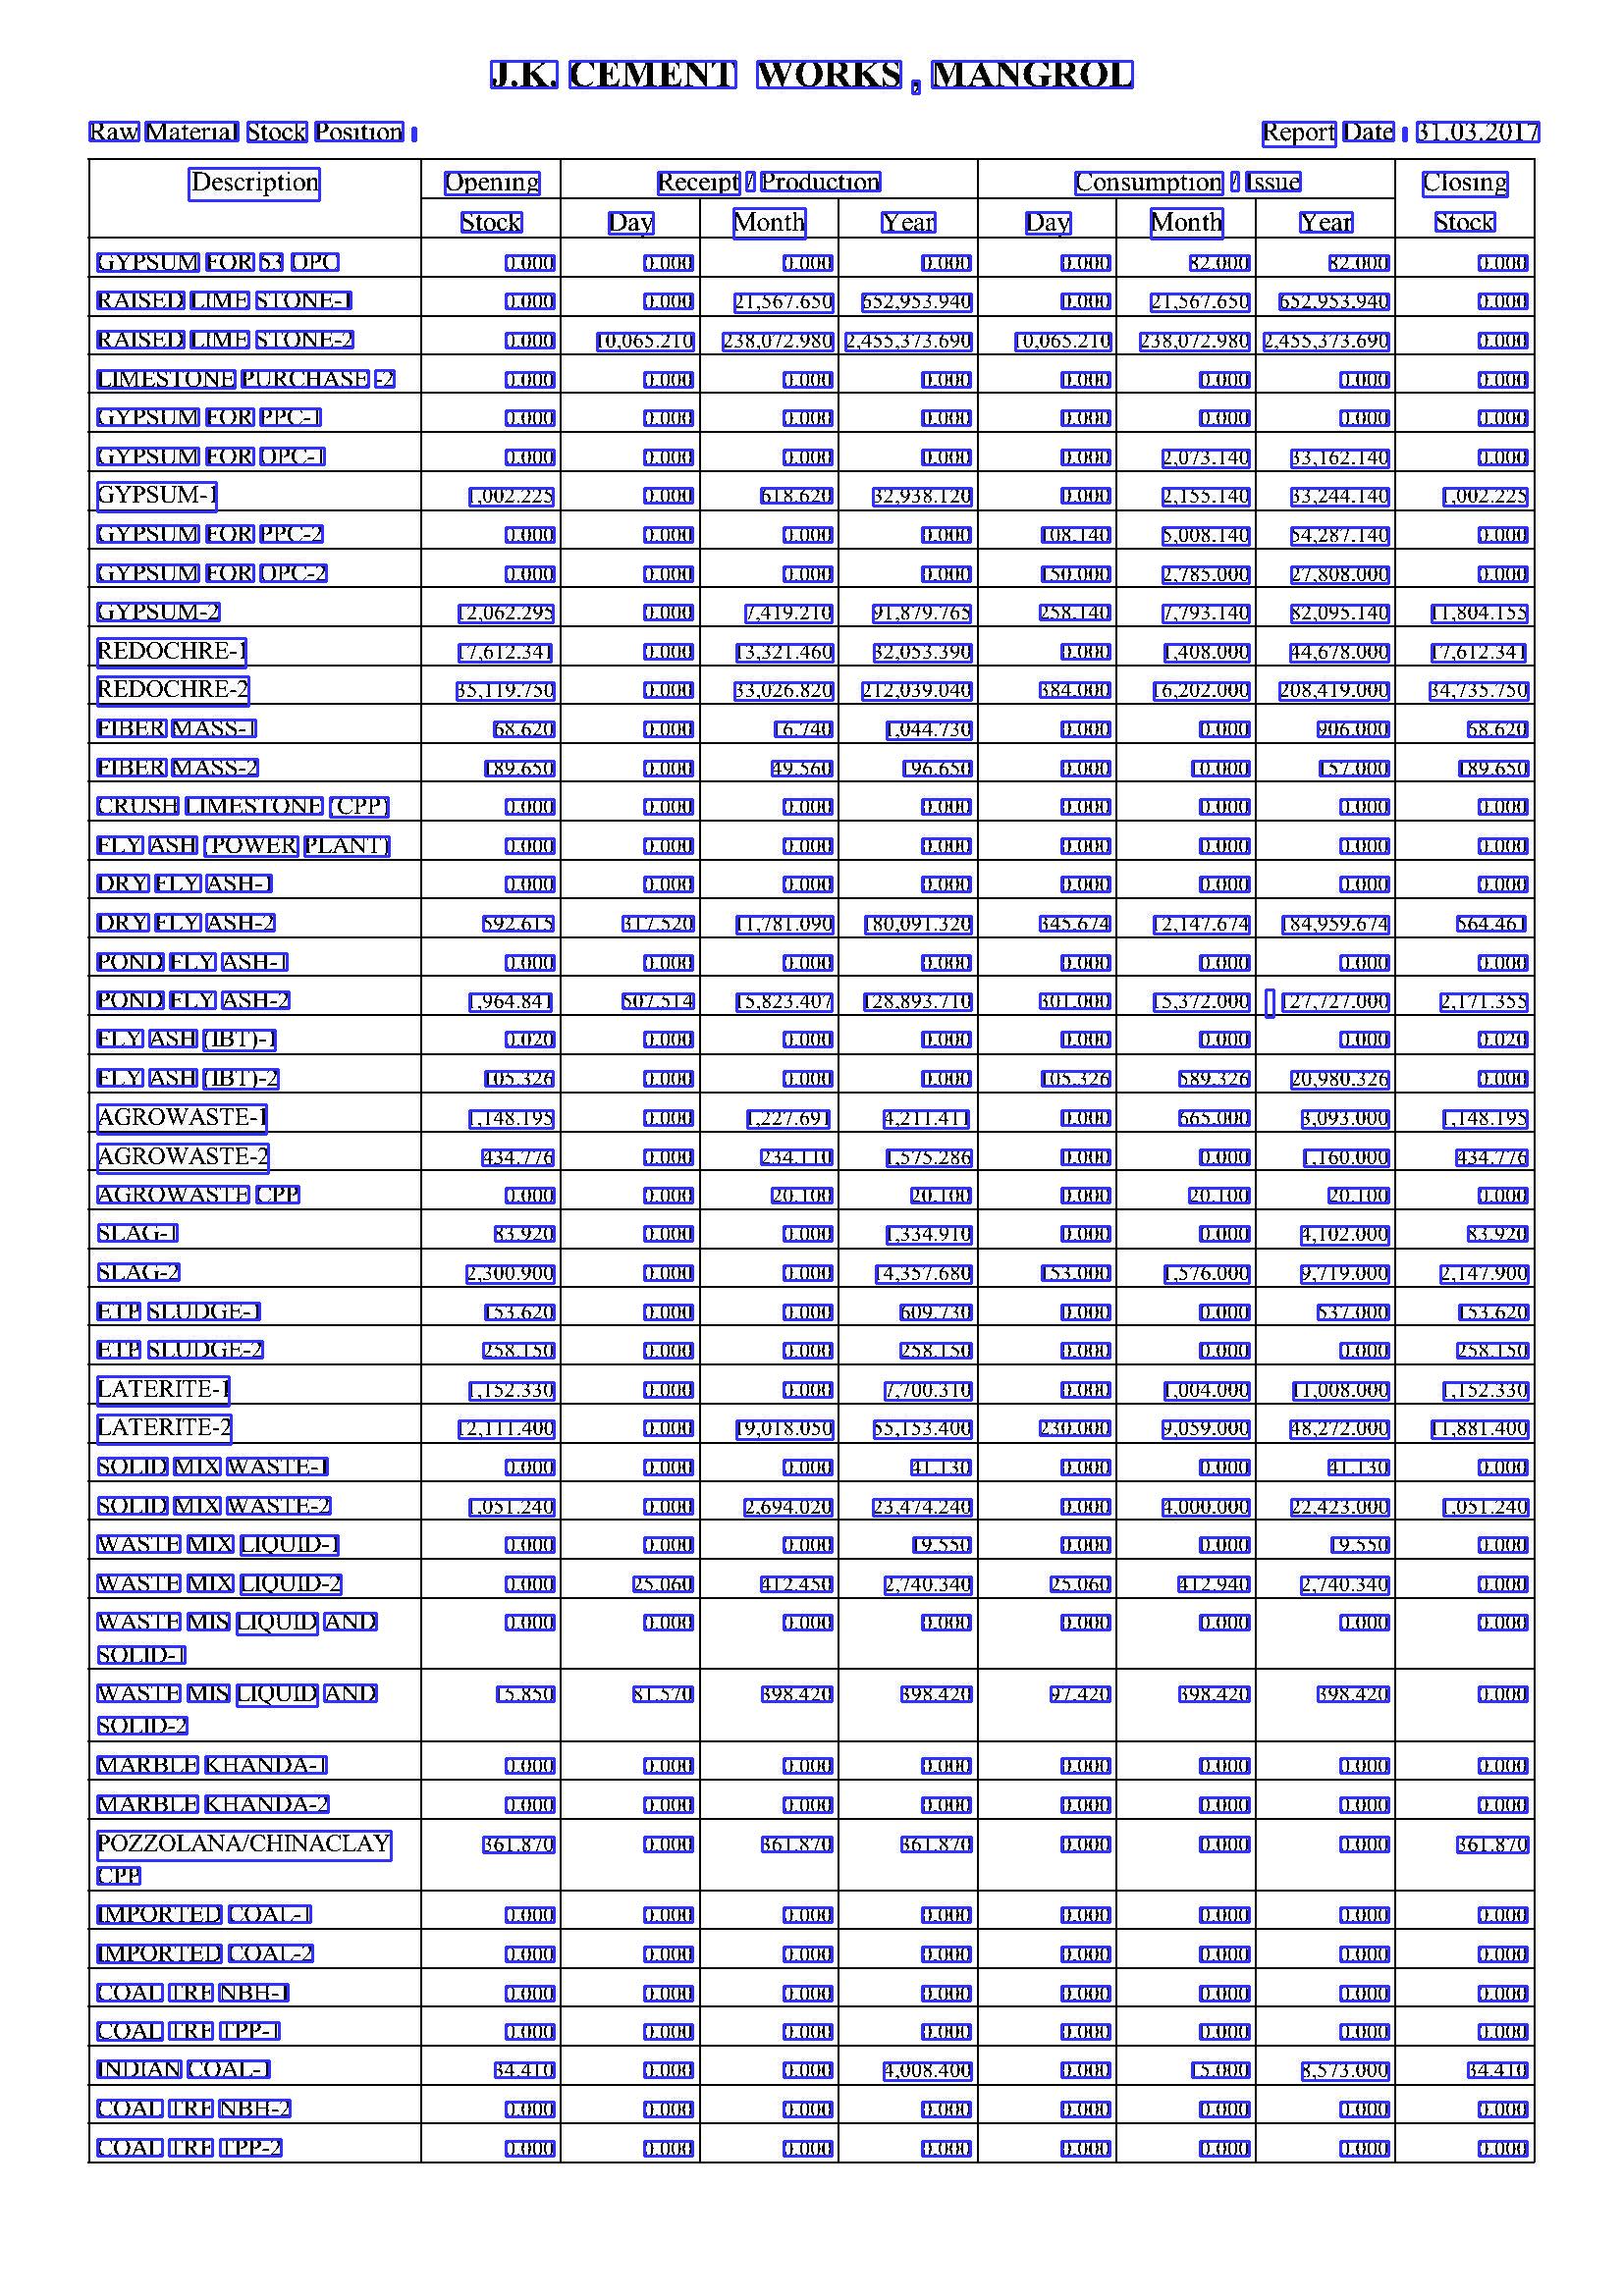 J.K. CEMENT WORKS , MANGROL
Raw Material Stock Position : Report Date : 31.03.2017
Description Opening Receipt / Production Consumption / Issue Closing
Stock Day Month Year Day Month Year Stock
GYPSUM FOR 53 OPC 0.000 0.000 0.000 0.000 0.000 82.000 82.000 0.000
RAISED LIME STONE-1 0.000 0.000 21,567.650 652,953.940 0.000 21,567.650 652,953.940 0.000
RAISED LIME STONE-2 0.000 10,065.210 238,072.980 2,455,373.690 10,065.210 238,072.980 2,455,373.690 0.000
LIMESTONE PURCHASE -2 0.000 0.000 0.000 0.000 0.000 0.000 0.000 0.000
GYPSUM FOR PPC-1 0.000 0.000 0.000 0.000 0.000 0.000 0.000 0.000
GYPSUM FOR OPC-1 0.000 0.000 0.000 0.000 0.000 2,073.140 33,162.140 0.000
GYPSUM-1 1,002.225 0.000 618.620 32,938.120 0.000 2,155.140 33,244.140 1,002.225
GYPSUM FOR PPC-2 0.000 0.000 0.000 0.000 108.140 5,008.140 54,287.140 0.000
GYPSUM FOR OPC-2 0.000 0.000 0.000 0.000 150.000 2,785.000 27,808.000 0.000
GYPSUM-2 12,062.295 0.000 7,419.210 91,879.765 258.140 7,793.140 82,095.140 11,804.155
REDOCHRE-1 17,612.341 0.000 13,321.460 32,053.390 0.000 1,408.000 44,678.000 17,612.341
REDOCHRE-2 35,119.750 0.000 33,026.820 212,039.040 384.000 16,202.000 208,419.000 34,735.750
FIBER MASS-1 68.620 0.000 16.740 1,044.730 0.000 0.000 906.000 68.620
FIBER MASS-2 189.650 0.000 49.560 196.650 0.000 10.000 157.000 189.650
CRUSH LIMESTONE (CPP) 0.000 0.000 0.000 0.000 0.000 0.000 0.000 0.000
FLY ASH (POWER PLANT) 0.000 0.000 0.000 0.000 0.000 0.000 0.000 0.000
DRY FLY ASH-1 0.000 0.000 0.000 0.000 0.000 0.000 0.000 0.000
DRY FLY ASH-2 592.615 317.520 11,781.090 180,091.320 345.674 12,147.674 184,959.674 564.461
POND FLY ASH-1 0.000 0.000 0.000 0.000 0.000 0.000 0.000 0.000
POND FLY ASH-2 1,964.841 507.514 15,823.407 128,893.710 301.000 15,372.000 127,727.000 2,171.355
FLY ASH (IBT)-1 0.020 0.000 0.000 0.000 0.000 0.000 0.000 0.020
FLY ASH (IBT)-2 105.326 0.000 0.000 0.000 105.326 589.326 20,980.326 0.000
AGROWASTE-1 1,148.195 0.000 1,227.691 4,211.411 0.000 665.000 3,093.000 1,148.195
AGROWASTE-2 434.776 0.000 234.110 1,575.286 0.000 0.000 1,160.000 434.776
AGROWASTE CPP 0.000 0.000 20.100 20.100 0.000 20.100 20.100 0.000
SLAG-1 83.920 0.000 0.000 1,334.910 0.000 0.000 4,102.000 83.920
SLAG-2 2,300.900 0.000 0.000 14,357.680 153.000 1,576.000 9,719.000 2,147.900
ETP SLUDGE-1 153.620 0.000 0.000 609.730 0.000 0.000 537.000 153.620
ETP SLUDGE-2 258.150 0.000 0.000 258.150 0.000 0.000 0.000 258.150
LATERITE-1 1,152.330 0.000 0.000 7,700.310 0.000 1,004.000 11,008.000 1,152.330
LATERITE-2 12,111.400 0.000 19,018.050 55,153.400 230.000 9,059.000 48,272.000 11,881.400
SOLID MIX WASTE-1 0.000 0.000 0.000 41.130 0.000 0.000 41.130 0.000
SOLID MIX WASTE-2 1,051.240 0.000 2,694.020 23,474.240 0.000 4,000.000 22,423.000 1,051.240
WASTE MIX LIQUID-1 0.000 0.000 0.000 19.550 0.000 0.000 19.550 0.000
WASTE MIX LIQUID-2 0.000 25.060 412.450 2,740.340 25.060 412.940 2,740.340 0.000
WASTE MIS LIQUID AND 0.000 0.000 0.000 0.000 0.000 0.000 0.000 0.000
SOLID-1
WASTE MIS LIQUID AND 15.850 81.570 398.420 398.420 97.420 398.420 398.420 0.000
SOLID-2
MARBLE KHANDA-1 0.000 0.000 0.000 0.000 0.000 0.000 0.000 0.000
MARBLE KHANDA-2 0.000 0.000 0.000 0.000 0.000 0.000 0.000 0.000
POZZOLANA/CHINACLAY 361.870 0.000 361.870 361.870 0.000 0.000 0.000 361.870
CPP
IMPORTED COAL-1 0.000 0.000 0.000 0.000 0.000 0.000 0.000 0.000
IMPORTED COAL-2 0.000 0.000 0.000 0.000 0.000 0.000 0.000 0.000
COAL TRF NBH-1 0.000 0.000 0.000 0.000 0.000 0.000 0.000 0.000
COAL TRF TPP-1 0.000 0.000 0.000 0.000 0.000 0.000 0.000 0.000
INDIAN COAL-1 34.410 0.000 0.000 4,008.400 0.000 15.000 8,573.000 34.410
COAL TRF NBH-2 0.000 0.000 0.000 0.000 0.000 0.000 0.000 0.000
COAL TRF TPP-2 0.000 0.000 0.000 0.000 0.000 0.000 0.000 0.000